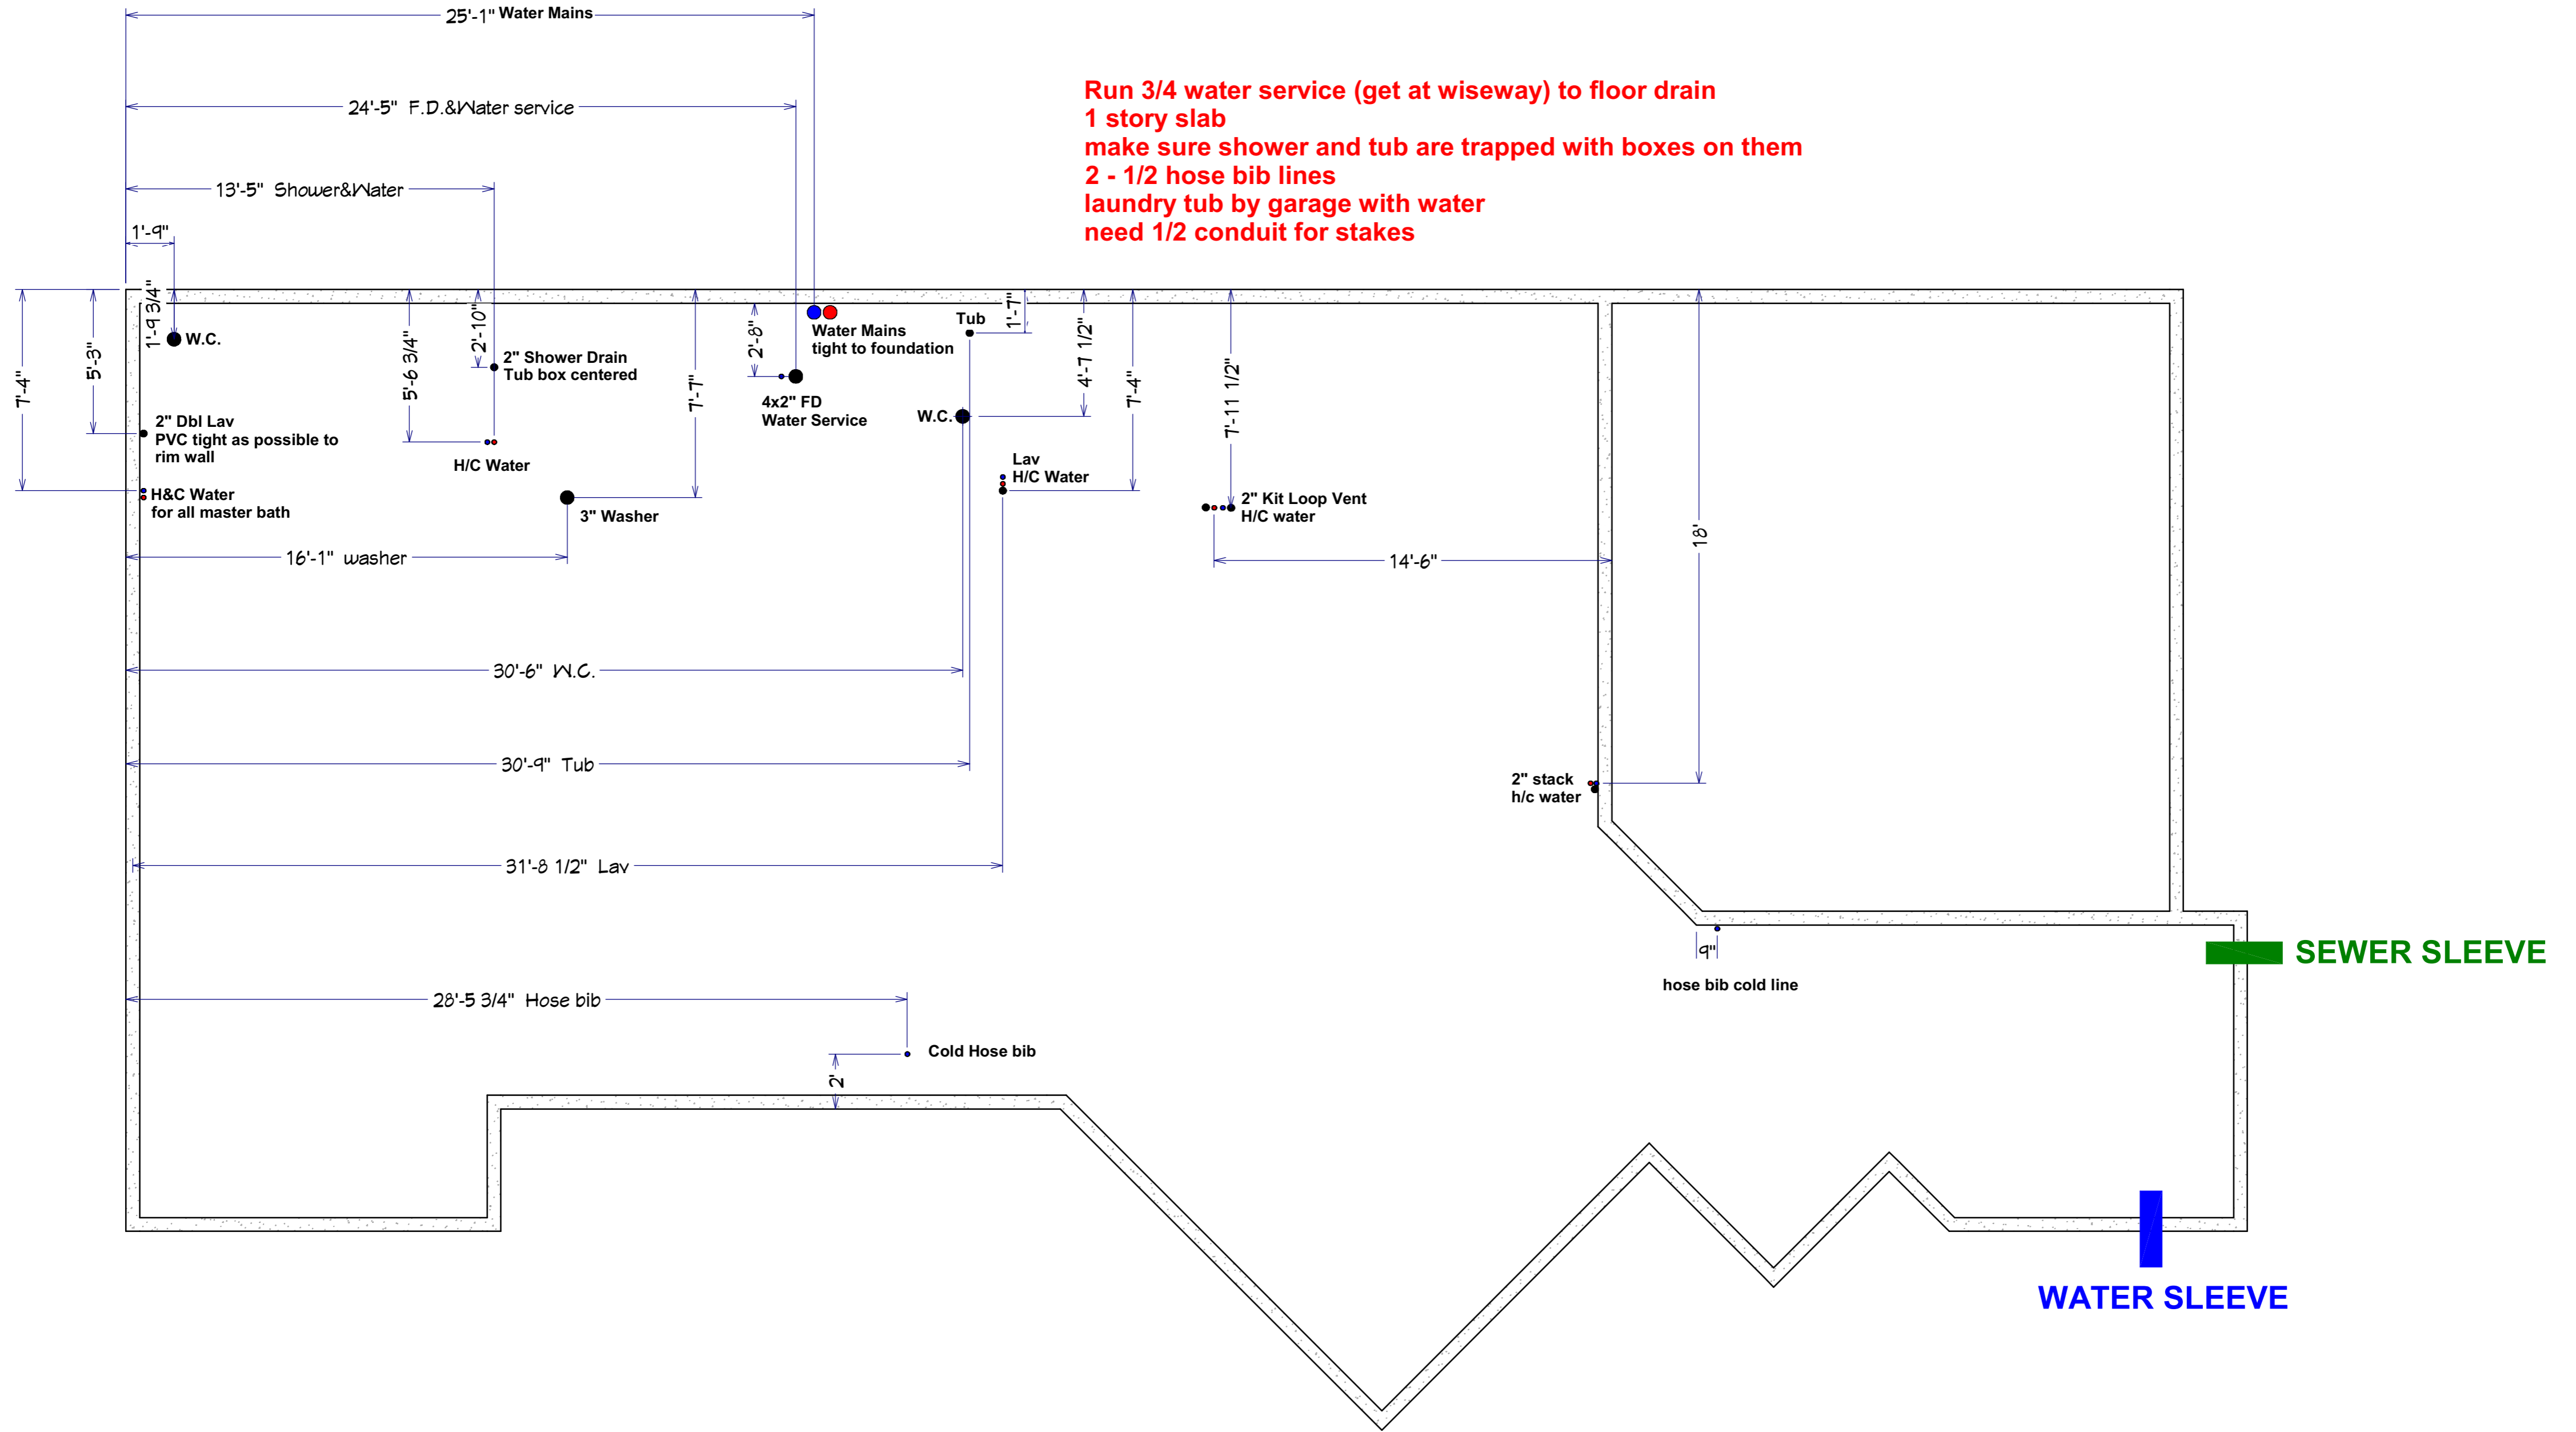 25'-1" Water Mains
24'-5" F.D.&Water service
Run 3/4 water service (get at wiseway) to floor drain
1 story slab
make sure shower and tub are trapped with boxes on them
2 - 1/2 hose bib lines
laundry tub by garage with water
need 1/2 conduit for stakes
13'-5" Shower&Water
1'-9"
1'-9 3/4"
W.C.
5'-3"
7'-4"
5'-6 3/4"
2'-10"
2" Shower Drain
Tub box centered
7'-7"
2'-8"
Water Mains
tight to foundation
4x2" FD
Water Service
Tub
1'-7"
W.C.
4'-7 1/2"
7'-4"
7'-11 1/2"
2" Dbl Lav
PVC tight as possible to
rim wall
H/C Water
Lav
H/C Water
H&C Water
for all master bath
3" Washer
2" Kit Loop Vent
H/C water
18'
16'-1" washer
14'-6"
30'-6" W.C.
30'-9" Tub
2" stack
h/c water
31'-8 1/2" Lav
9"
SEWER SLEEVE
hose bib cold line
28'-5 3/4" Hose bib
Cold Hose bib
2'
WATER SLEEVE